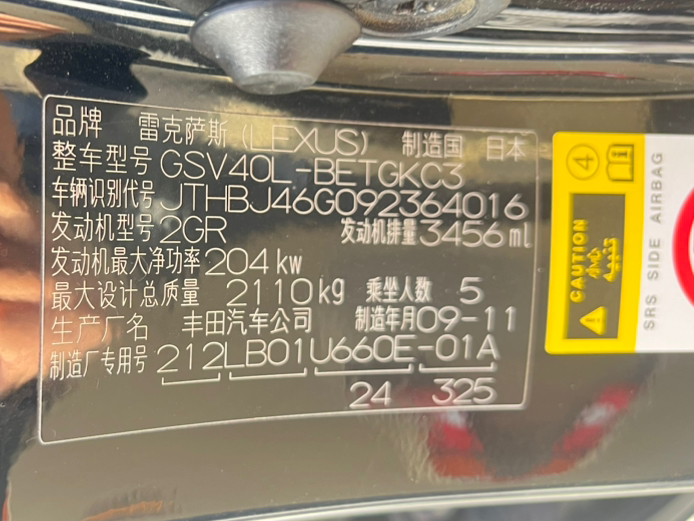 品牌 雷克萨斯 (LEXUS) 制造国 日本
整车型号 GSV40L-BETGKC3
车辆识别代号 JTHBJ46G092364016
发动机型号 2GR 发动机排量 3456 ml
发动机最大净功率 204 kw
最大设计总质量 2110 kg 乘坐人数 5
生产厂名 丰田汽车公司 制造年月 09-11
制造厂专用号 212LB01U660E-01A
24 325
4
CAUTION
小心
تنبيه
SRS SIDE AIRBAG